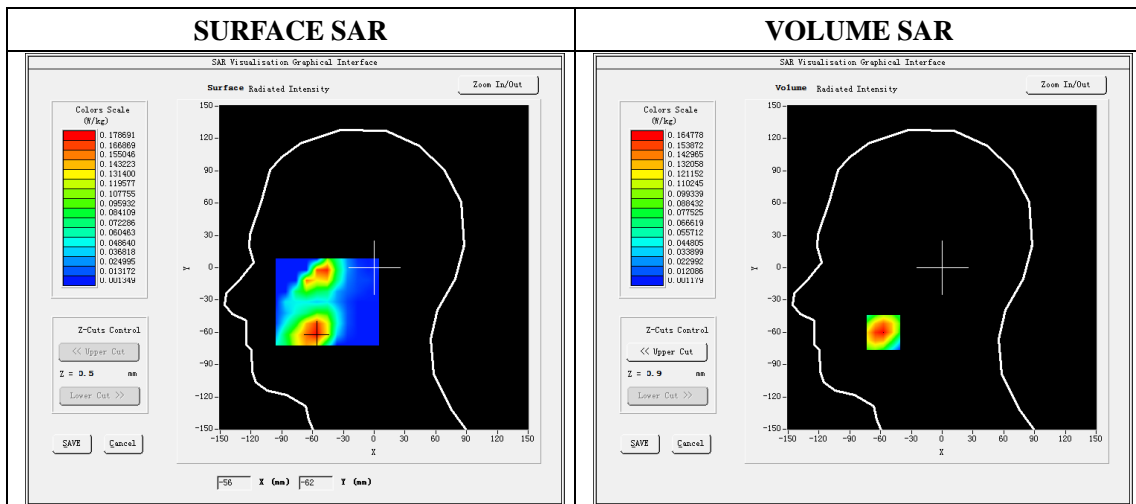 SURFACE SAR
SAR Visualisation Graphical Interface
Surface Radiated Intensity
Zoom In/Out
Colors Scale
(W/kg)
0.178691
0.166869
0.155046
0.143223
0.131400
0.119577
0.107755
0.095932
0.084109
0.072286
0.060463
0.048640
0.036818
0.024995
0.013172
0.001349
150
120
90
60
30
0
-30
-60
-90
-120
-150
Y
-150 -120 -90 -60 -30 0 30 60 90 120 150
X
Z-Cuts Control
<< Upper Cut
Z = 0.5 mm
Lower Cut >>
SAVE Cancel
-56 X (mm) -62 Y (mm)
VOLUME SAR
SAR Visualisation Graphical Interface
Volume Radiated Intensity
Zoom In/Out
Colors Scale
(W/kg)
0.164778
0.153872
0.142965
0.132058
0.121152
0.110245
0.099339
0.088432
0.077525
0.066619
0.055712
0.044805
0.033899
0.022992
0.012086
0.001179
150
120
90
60
30
0
-30
-60
-90
-120
-150
Y
-150 -120 -90 -60 -30 0 30 60 90 120 150
X
Z-Cuts Control
<< Upper Cut
Z = 0.9 mm
Lower Cut >>
SAVE Cancel